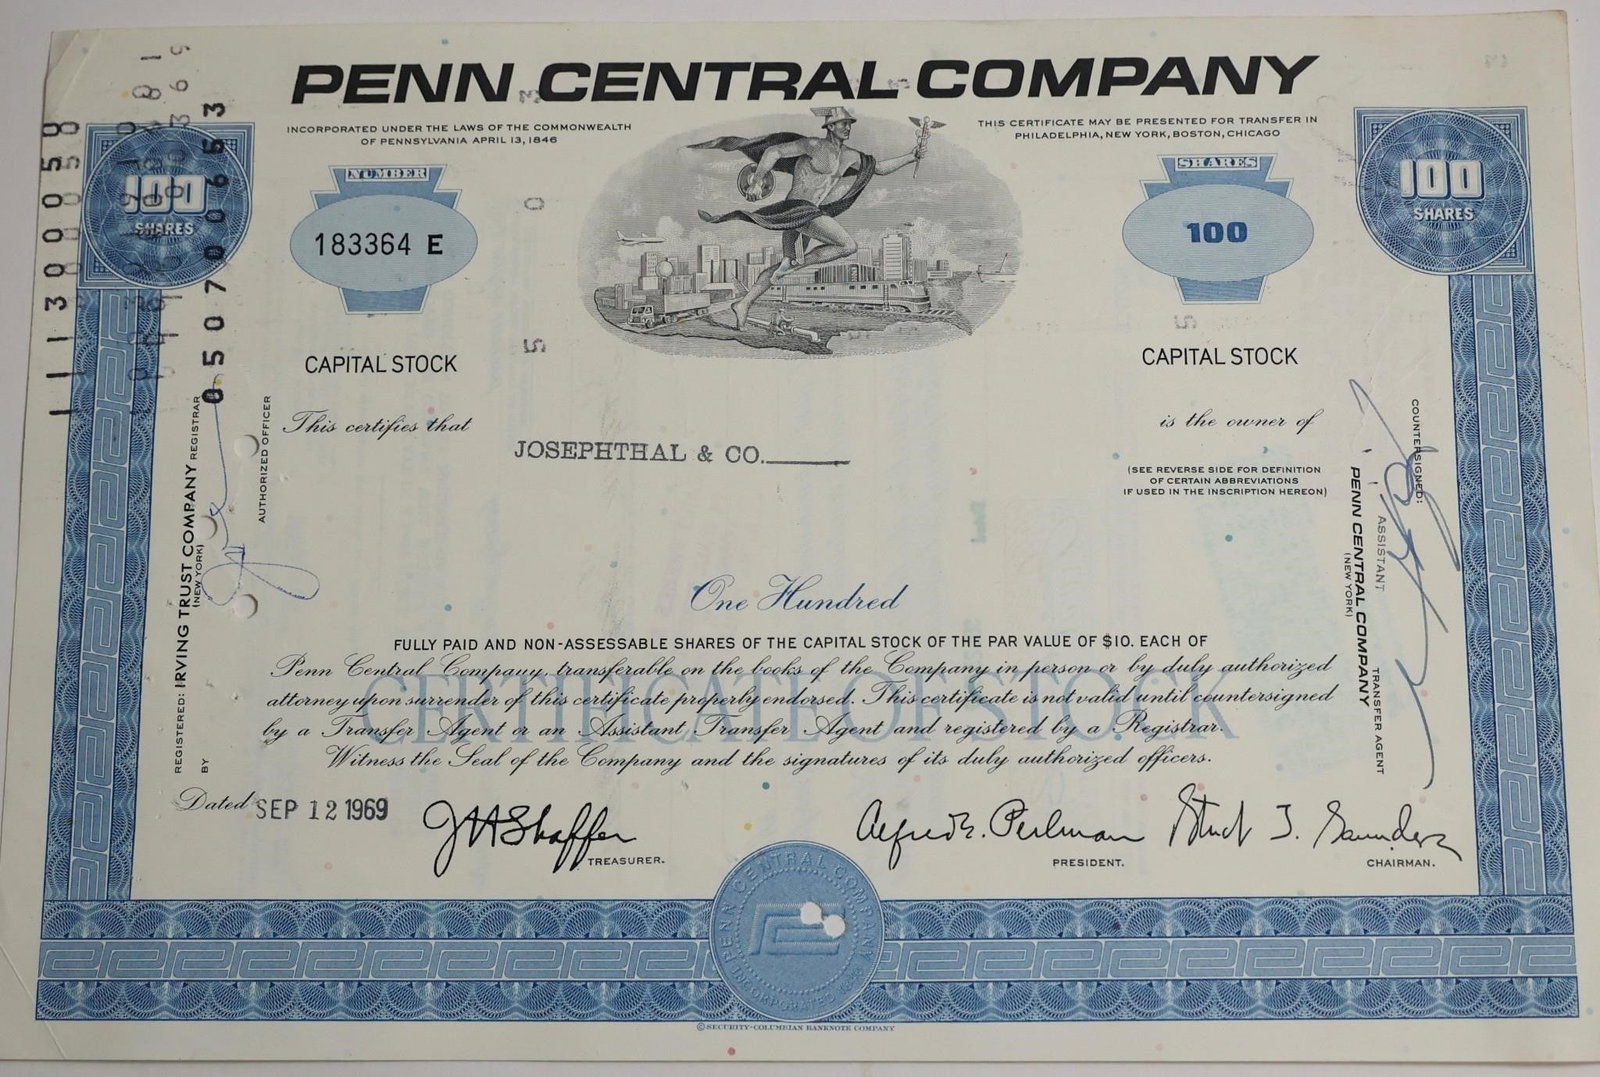 PENN CENTRAL COMPANY
INCORPORATED UNDER THE LAWS OF THE COMMONWEALTH
OF PENNSYLVANIA APRIL 13, 1846
THIS CERTIFICATE MAY BE PRESENTED FOR TRANSFER IN
PHILADELPHIA, NEW YORK, BOSTON, CHICAGO
100
SHARES
NUMBER
183364 E
CAPITAL STOCK
SHARES
100
CAPITAL STOCK
100
SHARES
11300058
050700653
This certifies that
JOSEPHTHAL & CO.
is the owner of
(SEE REVERSE SIDE FOR DEFINITION
OF CERTAIN ABBREVIATIONS
IF USED IN THE INSCRIPTION HEREON)
One Hundred
FULLY PAID AND NON-ASSESSABLE SHARES OF THE CAPITAL STOCK OF THE PAR VALUE OF $10. EACH OF
Penn Central Company, transferable on the books of the Company in person or by duly authorized
attorney upon surrender of this certificate properly endorsed. This certificate is not valid until countersigned
by a Transfer Agent or an Assistant Transfer Agent and registered by a Registrar.
Witness the Seal of the Company and the signatures of its duly authorized officers.
CERTIFICATE OF STOCK
Dated SEP 12 1969
TREASURER.
Alfred E. Perlman
PRESIDENT.
Stuart T. Saunders
CHAIRMAN.
REGISTERED: IRVING TRUST COMPANY REGISTRAR
(NEW YORK)
BY
AUTHORIZED OFFICER
COUNTERSIGNED:
PENN CENTRAL COMPANY
(NEW YORK)
ASSISTANT TRANSFER AGENT
PENN CENTRAL COMPANY
INCORPORATED
©SECURITY-COLUMBIAN BANKNOTE COMPANY